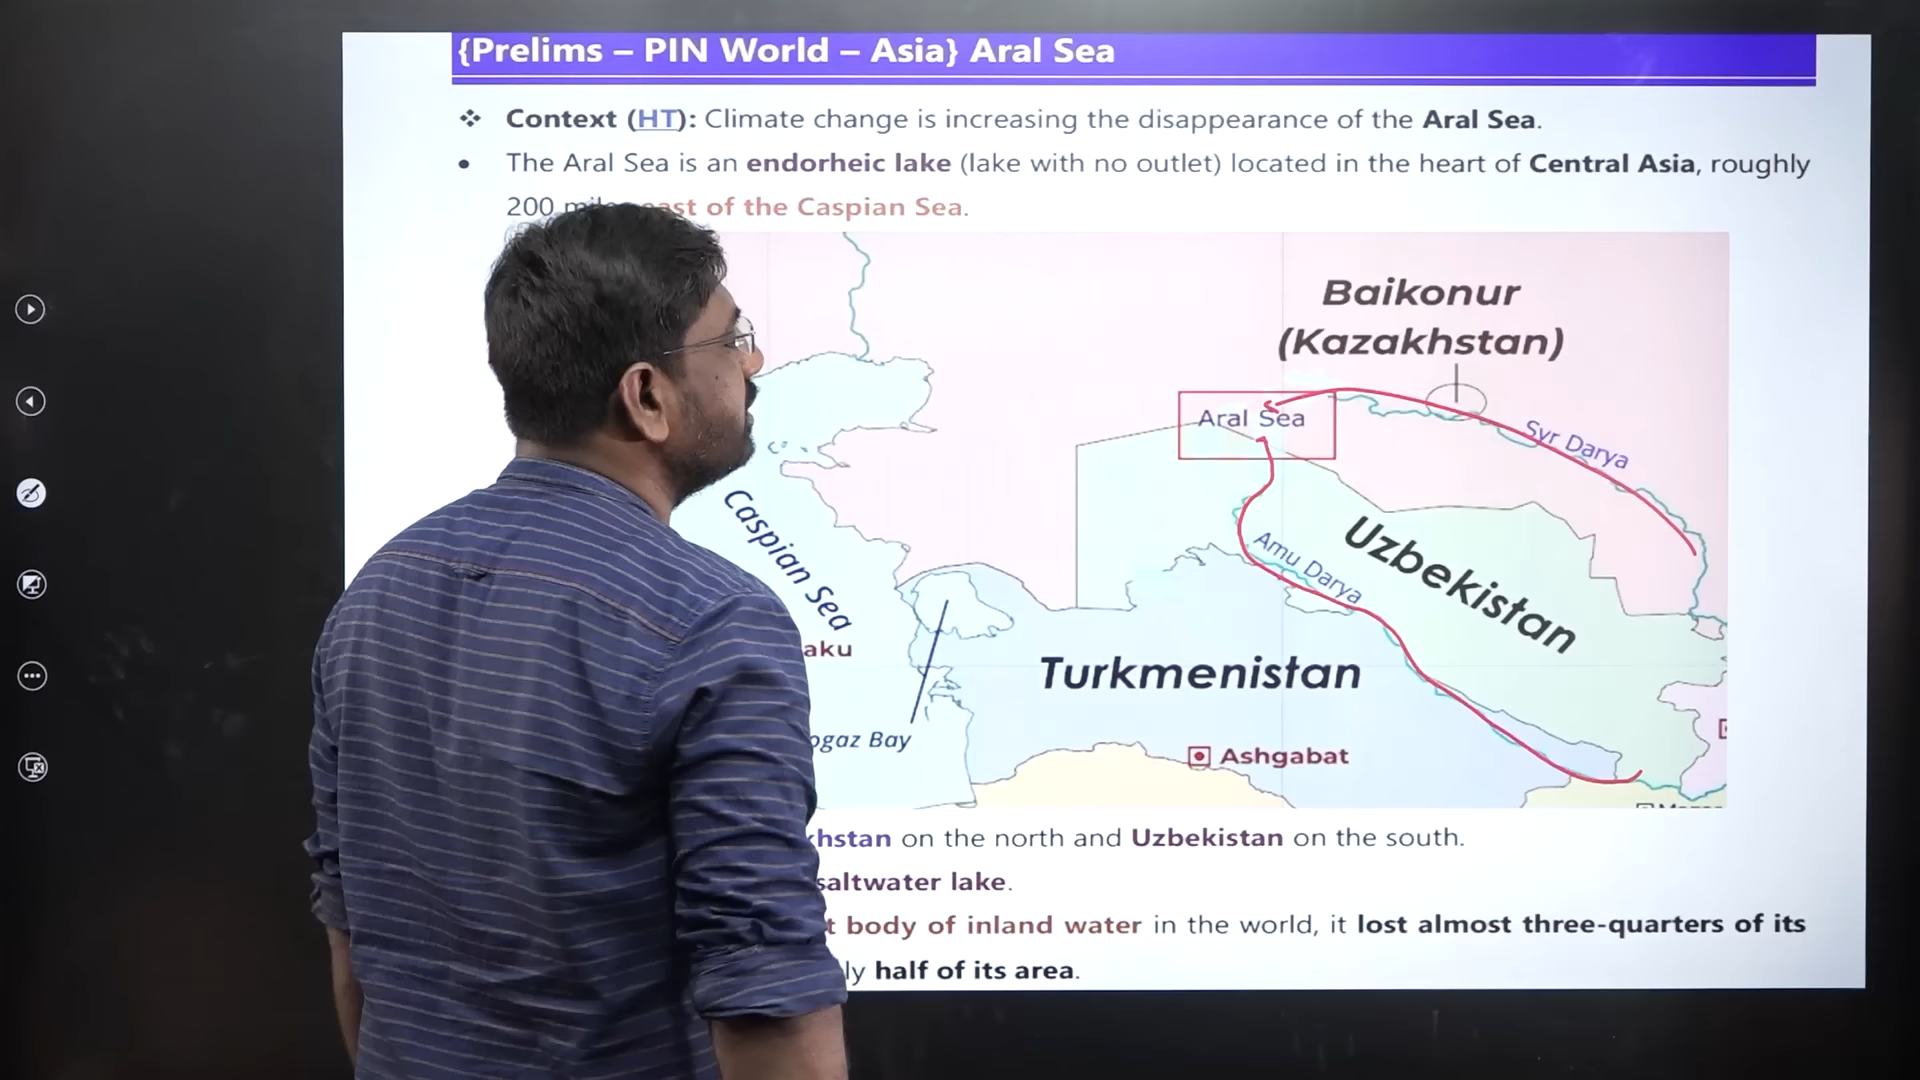 {Prelims – PIN World – Asia} Aral Sea
❖ Context (HT): Climate change is increasing the disappearance of the Aral Sea.
• The Aral Sea is an endorheic lake (lake with no outlet) located in the heart of Central Asia, roughly
200 east of the Caspian Sea.
Baikonur
(Kazakhstan)
Aral Sea
Syr Darya
Caspian Sea
Amu Darya
Uzbekistan
aku
Turkmenistan
ogaz Bay
Ashgabat
khstan on the north and Uzbekistan on the south.
saltwater lake.
t body of inland water in the world, it lost almost three-quarters of its
ly half of its area.